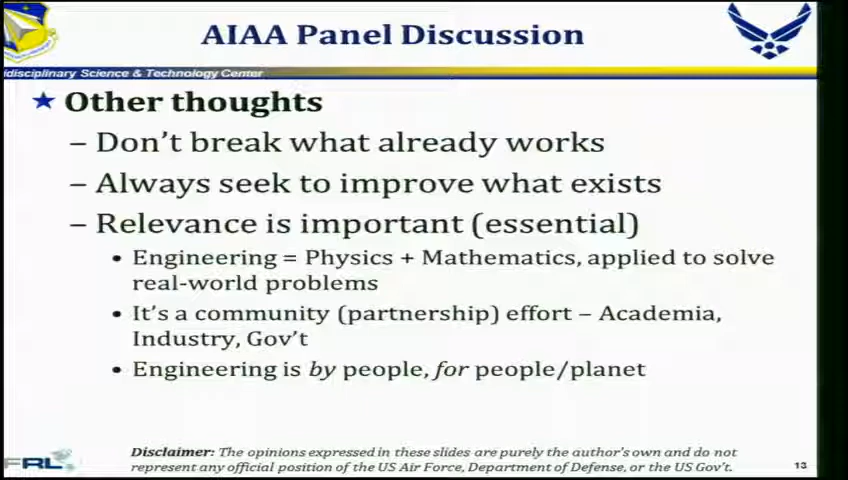 AIAA Panel Discussion
idisciplinary Science & Technology Center
Other thoughts
– Don't break what already works
– Always seek to improve what exists
– Relevance is important (essential)
• Engineering = Physics + Mathematics, applied to solve
real-world problems
• It's a community (partnership) effort – Academia,
Industry, Gov't
• Engineering is by people, for people/planet
Disclaimer: The opinions expressed in these slides are purely the author's own and do not
represent any official position of the US Air Force, Department of Defense, or the US Gov't.
FRL
13